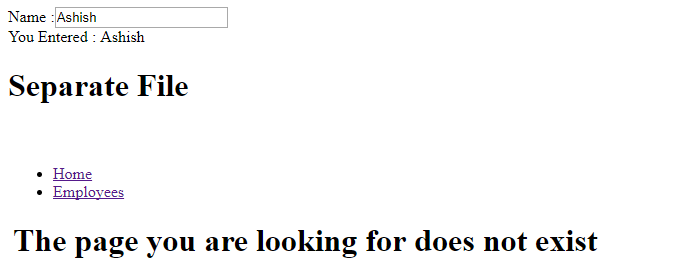 Name :Ashish
You Entered : Ashish
Separate File
Home
Employees
The page you are looking for does not exist